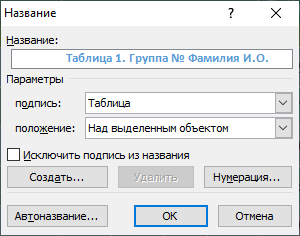 Название
? ×
Название:
Таблица 1. Группа № Фамилия И.О.
Параметры
подпись: Таблица
положение: Над выделенным объектом
Исключить подпись из названия
Создать... Удалить Нумерация...
Автоназвание... ОК Отмена